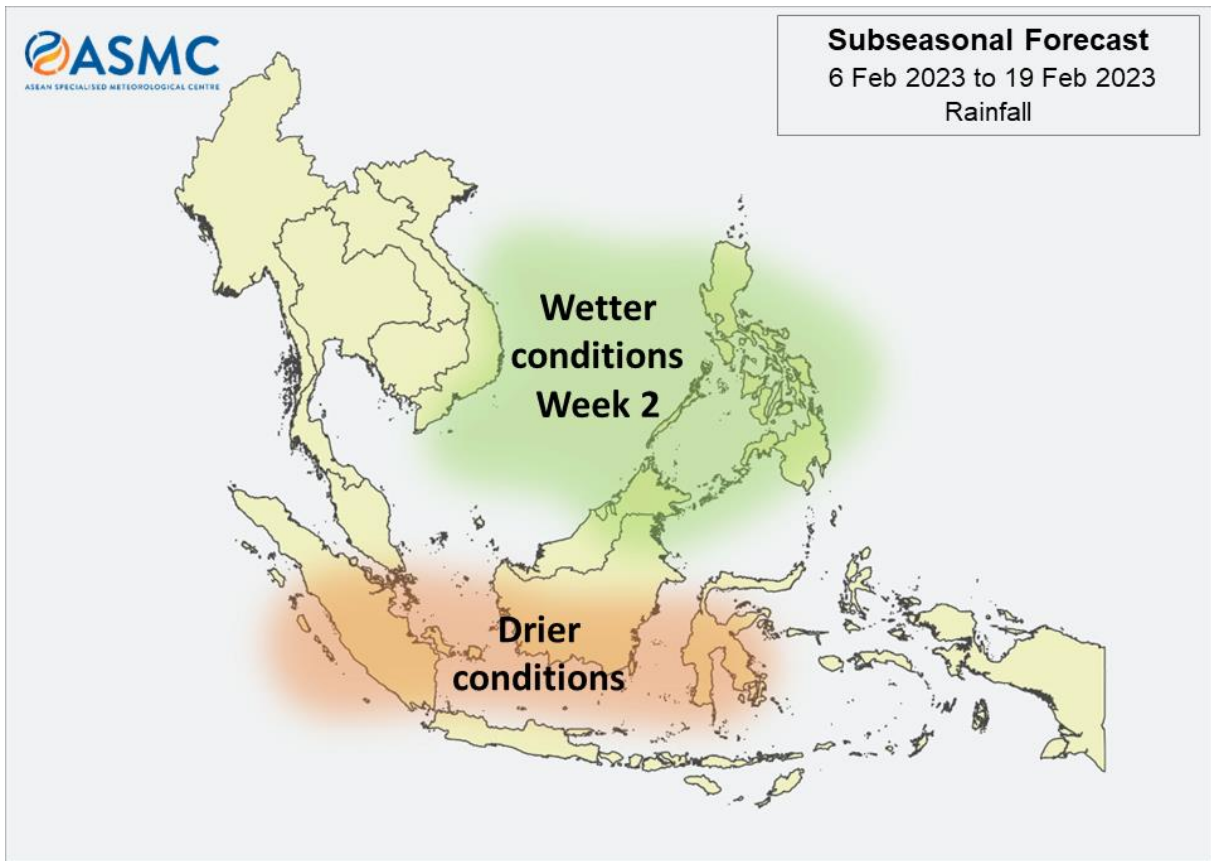 ASMC
ASEAN SPECIALISED METEOROLOGICAL CENTRE
Subseasonal Forecast
6 Feb 2023 to 19 Feb 2023
Rainfall
Wetter
conditions
Week 2
Drier
conditions